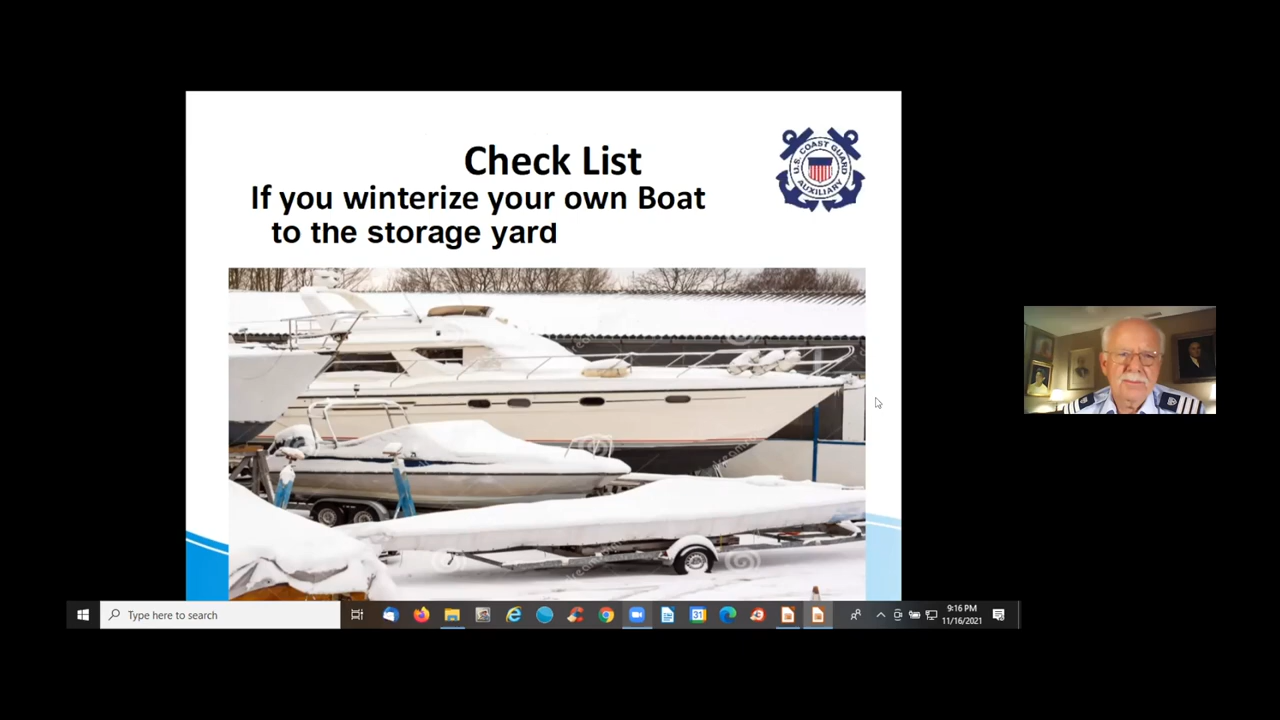 Check List
If you winterize your own Boat
to the storage yard
U.S. COAST GUARD
AUXILIARY
Type here to search
31
9:16 PM
11/16/2021